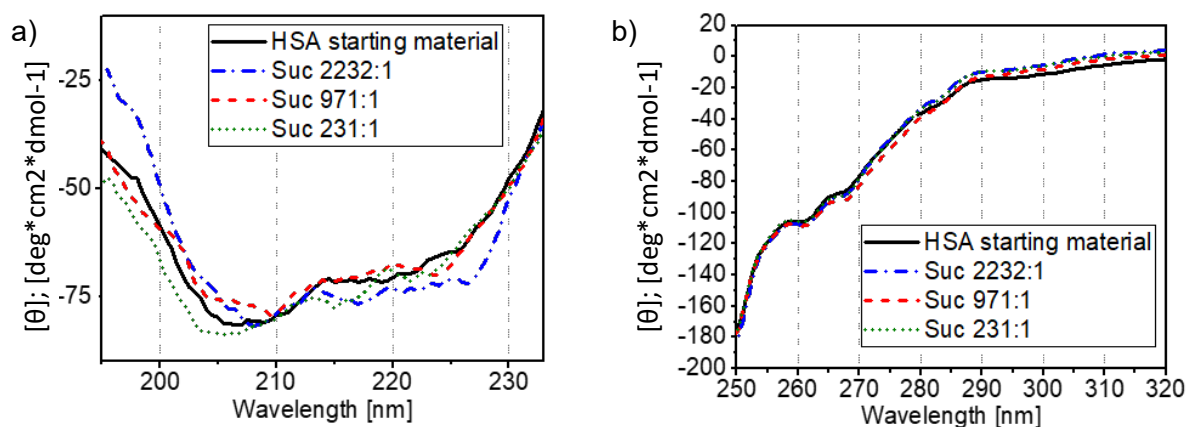 a)
HSA starting material
Suc 2232:1
Suc 971:1
Suc 231:1
-25
-50
-75
200
210
220
230
[θ]; [deg*cm2*dmol-1]
Wavelength [nm]
b)
20
0
-20
-40
-60
-80
-100
-120
-140
-160
-180
-200
HSA starting material
Suc 2232:1
Suc 971:1
Suc 231:1
250
260
270
280
290
300
310
320
[θ]; [deg*cm2*dmol-1]
Wavelength [nm]